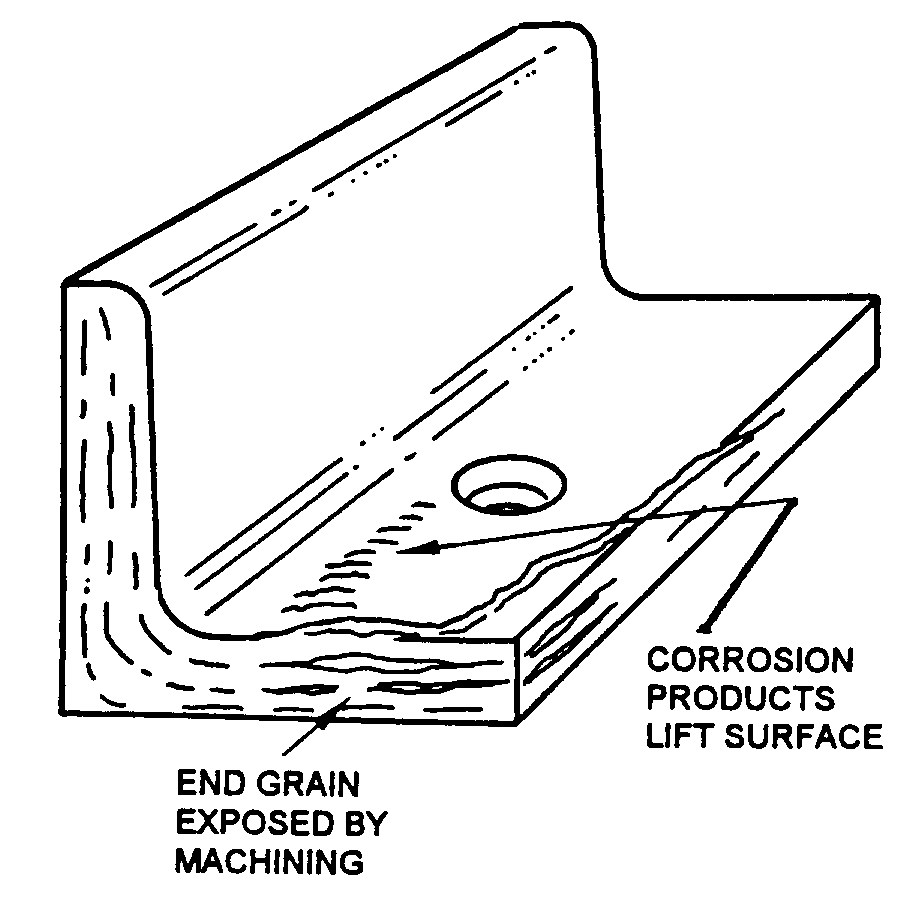 CORROSION
PRODUCTS
LIFT SURFACE
END GRAIN
EXPOSED BY
MACHINING